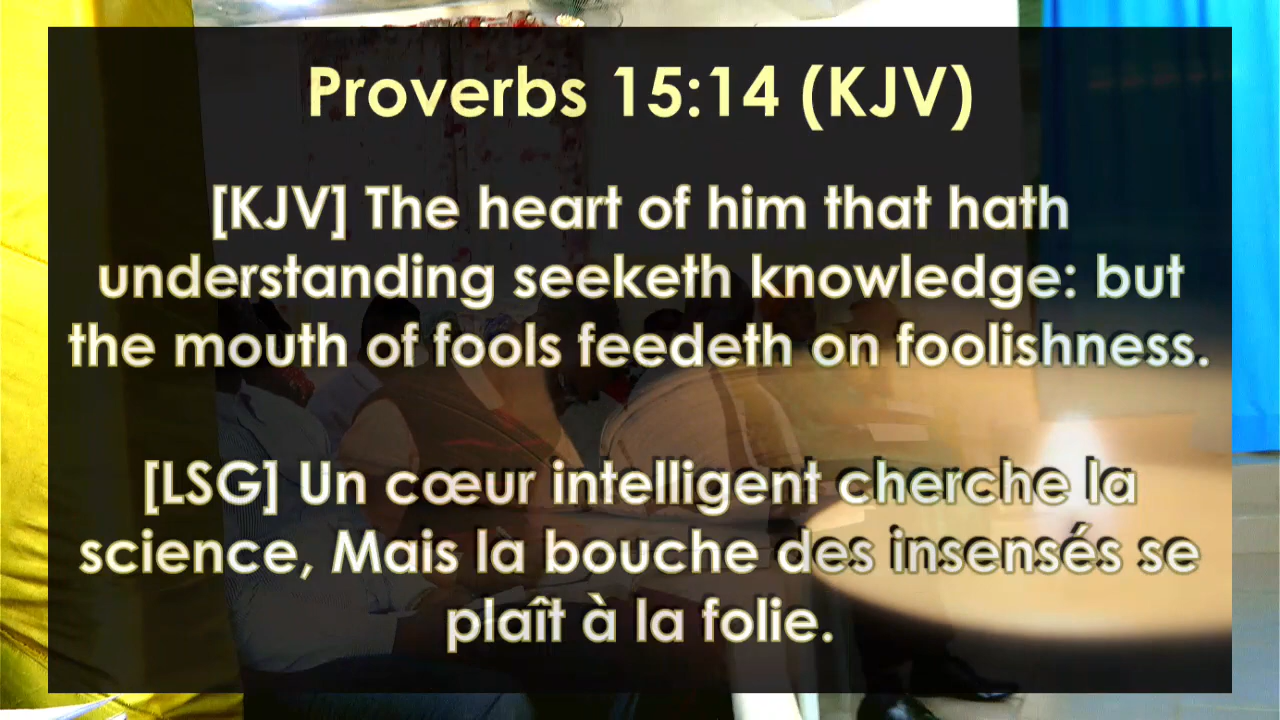 Proverbs 15:14 (KJV)
[KJV] The heart of him that hath
understanding seeketh knowledge: but
the mouth of fools feedeth on foolishness.
[LSG] Un cœur intelligent cherche la
science, Mais la bouche des insensés se
plaît à la folie.